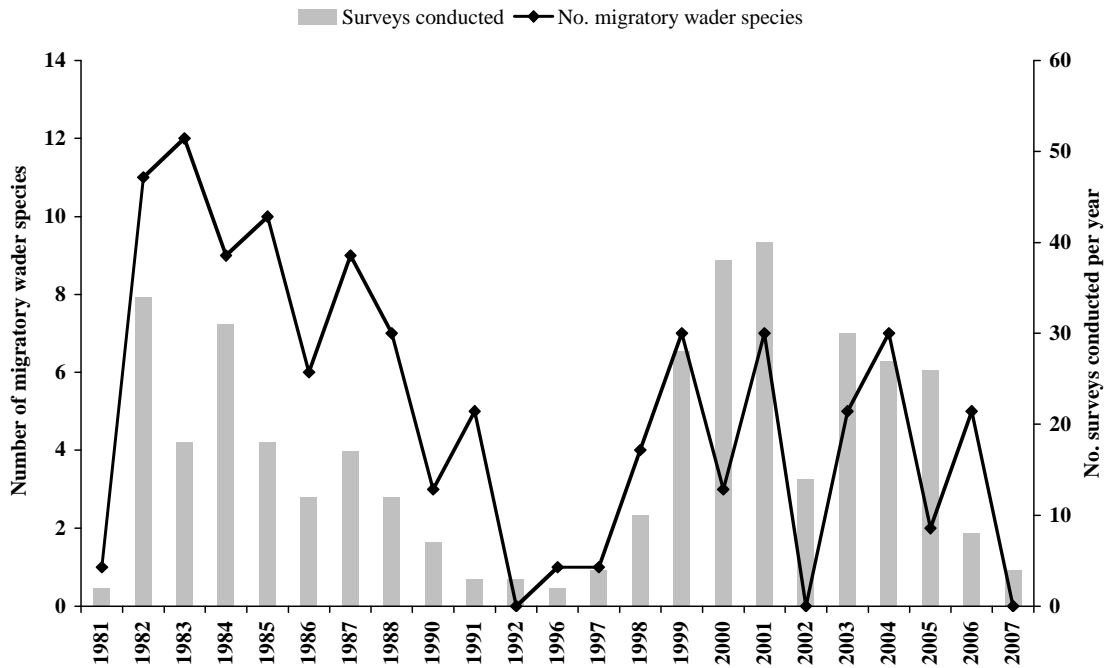 Surveys conducted No. migratory wader species
14 60
12 50
10 40
8 30
6 20
4 10
2 0
0
Number of migratory wader species
No. surveys conducted per year
1981 1982 1983 1984 1985 1986 1987 1988 1990 1991 1992 1996 1997 1998 1999 2000 2001 2002 2003 2004 2005 2006 2007